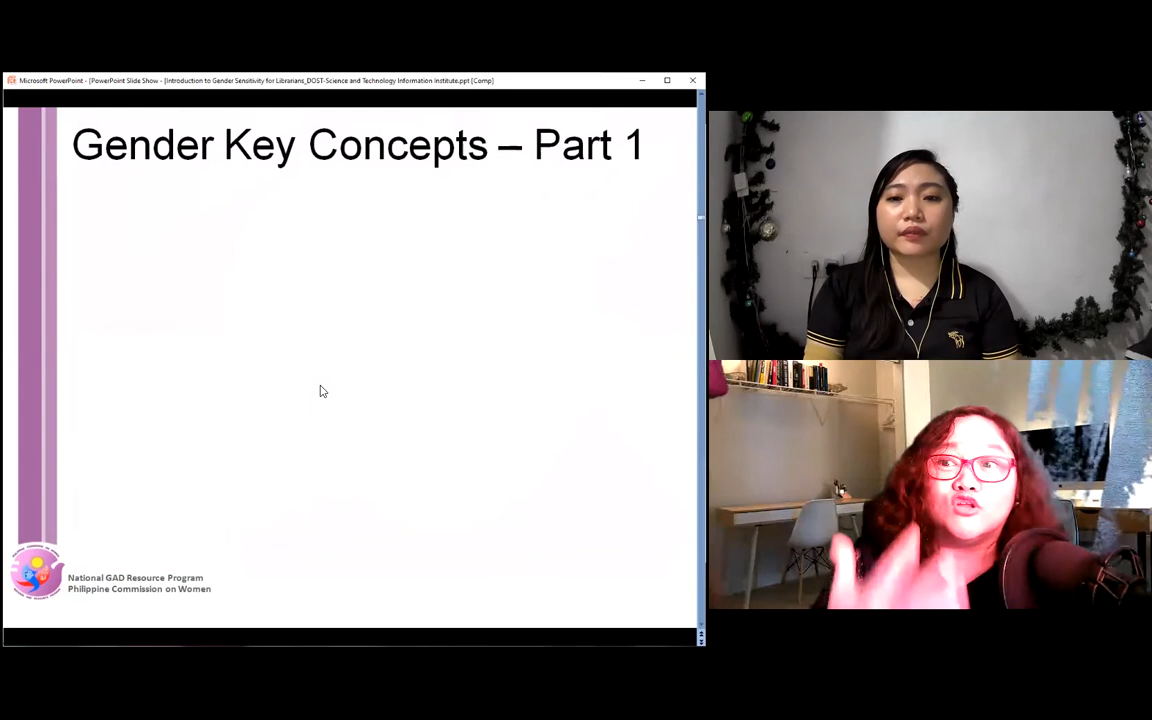 Microsoft PowerPoint - [PowerPoint Slide Show - [Introduction to Gender Sensitivity for Librarians_DOST-Science and Technology Information Institute.ppt [Comp]
Gender Key Concepts – Part 1
National GAD Resource Program
Philippine Commission on Women